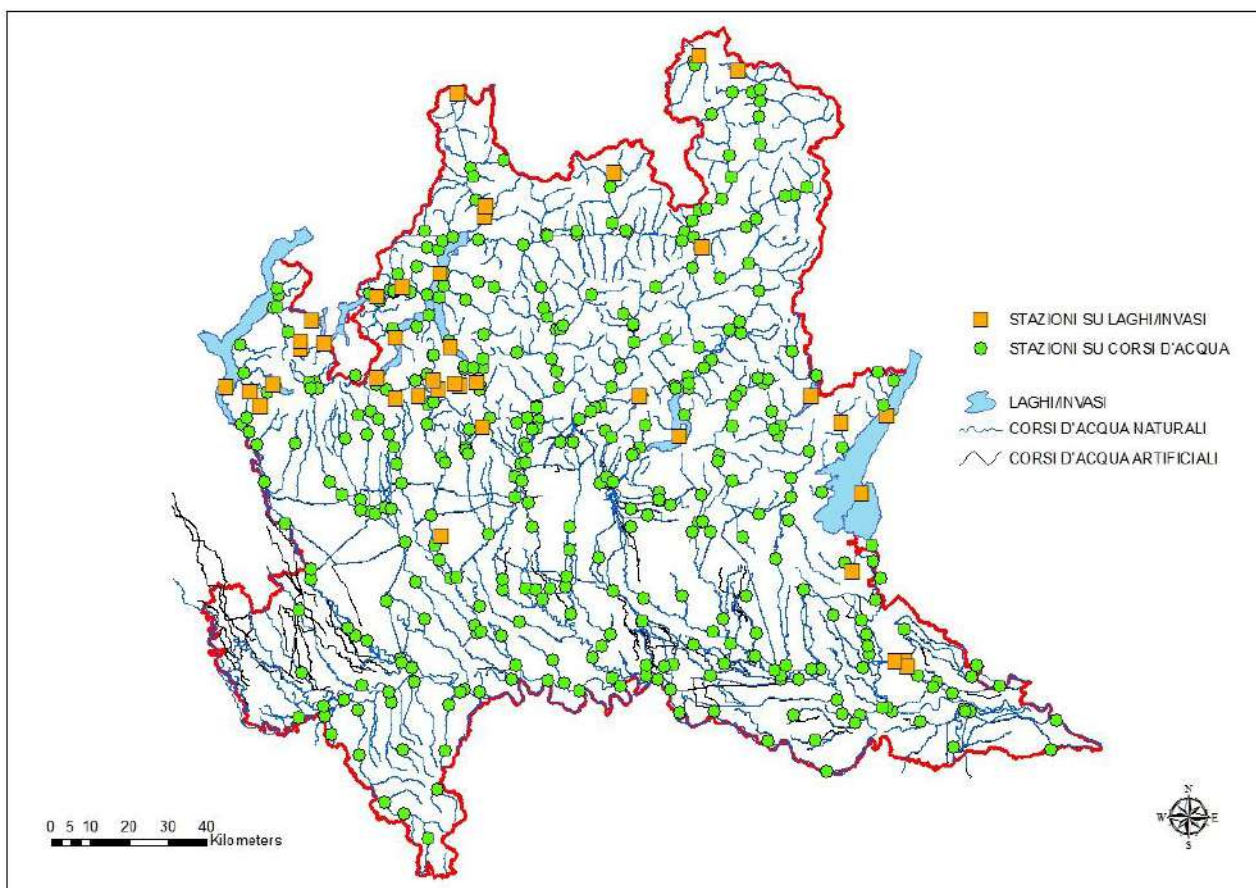 STAZIONI SU LAGHI/INVASI
STAZIONI SU CORSI D'ACQUA
LAGHI/INVASI
CORSI D'ACQUA NATURALI
CORSI D'ACQUA ARTIFICIALI
0 5 10 20 30 40
Kilometers
N
W E
S